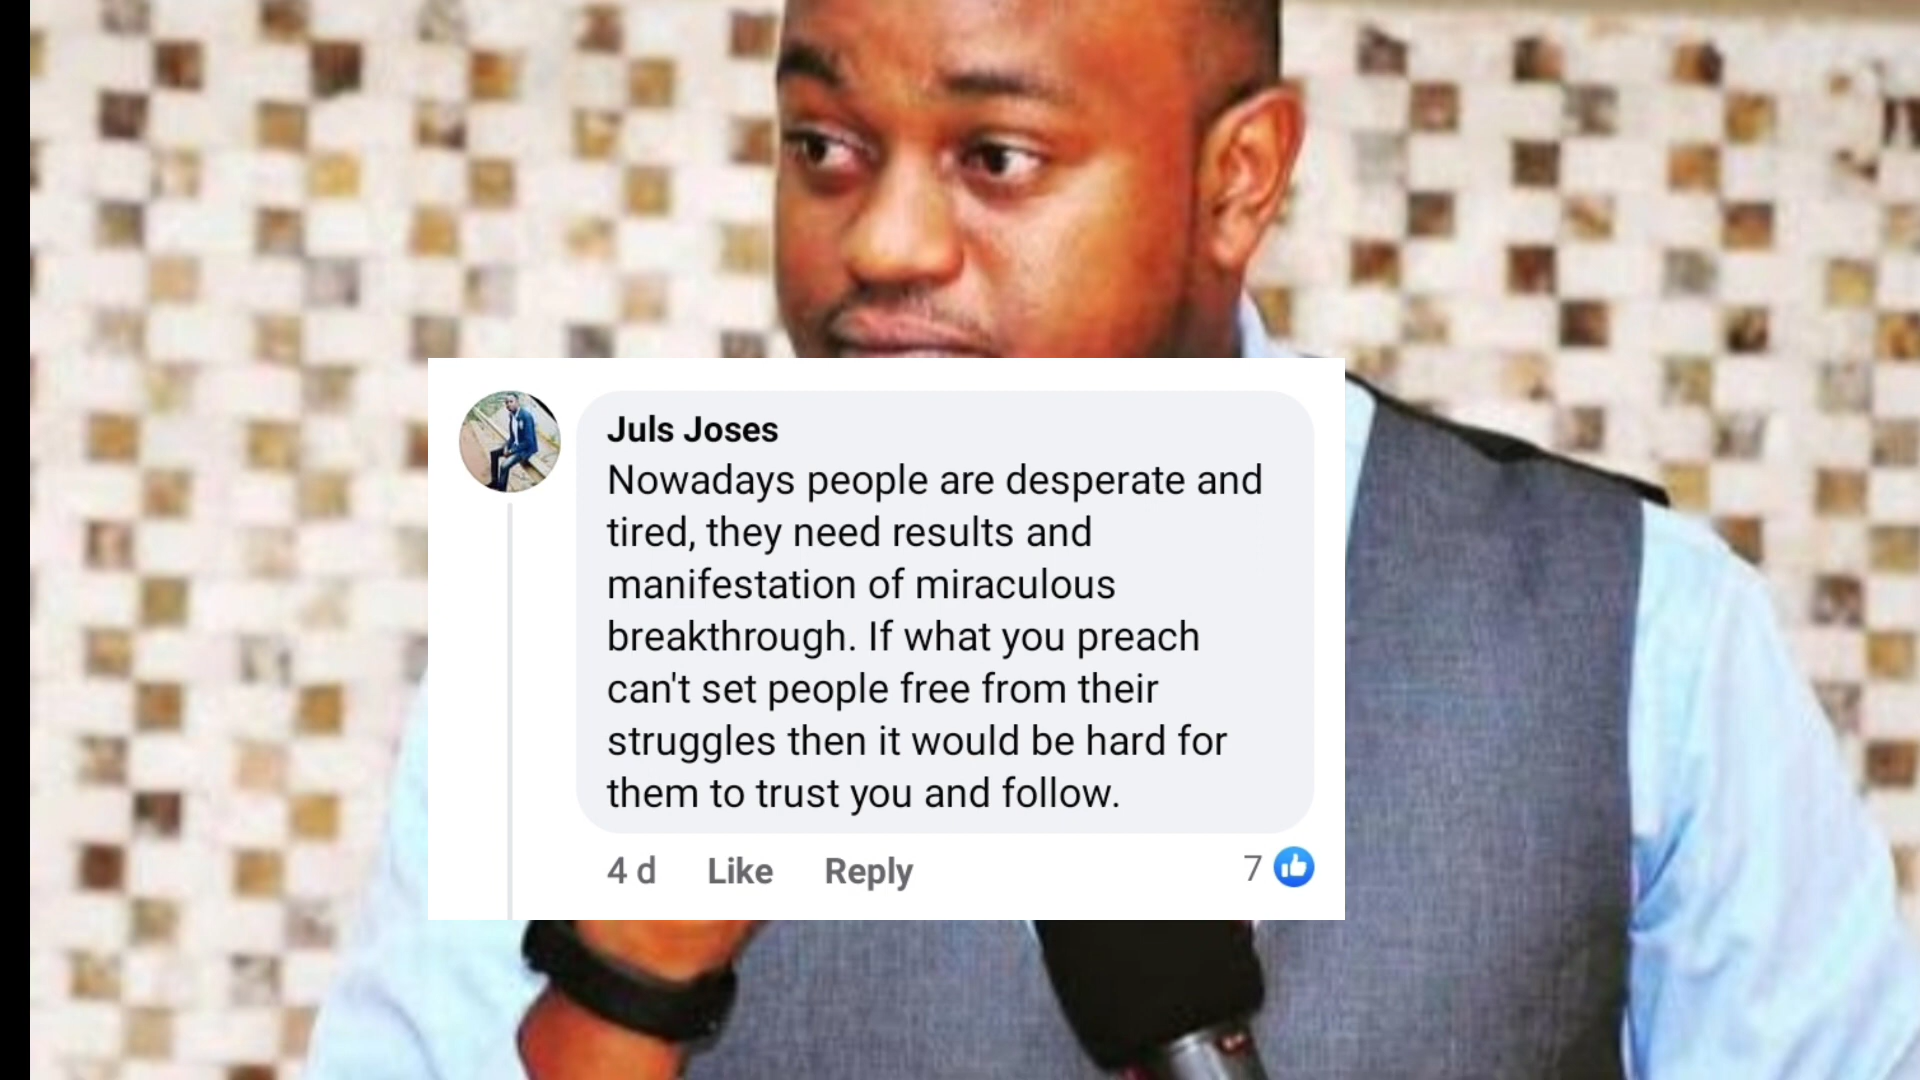 Juls Joses
Nowadays people are desperate and
tired, they need results and
manifestation of miraculous
breakthrough. If what you preach
can't set people free from their
struggles then it would be hard for
them to trust you and follow.
4 d Like Reply 7